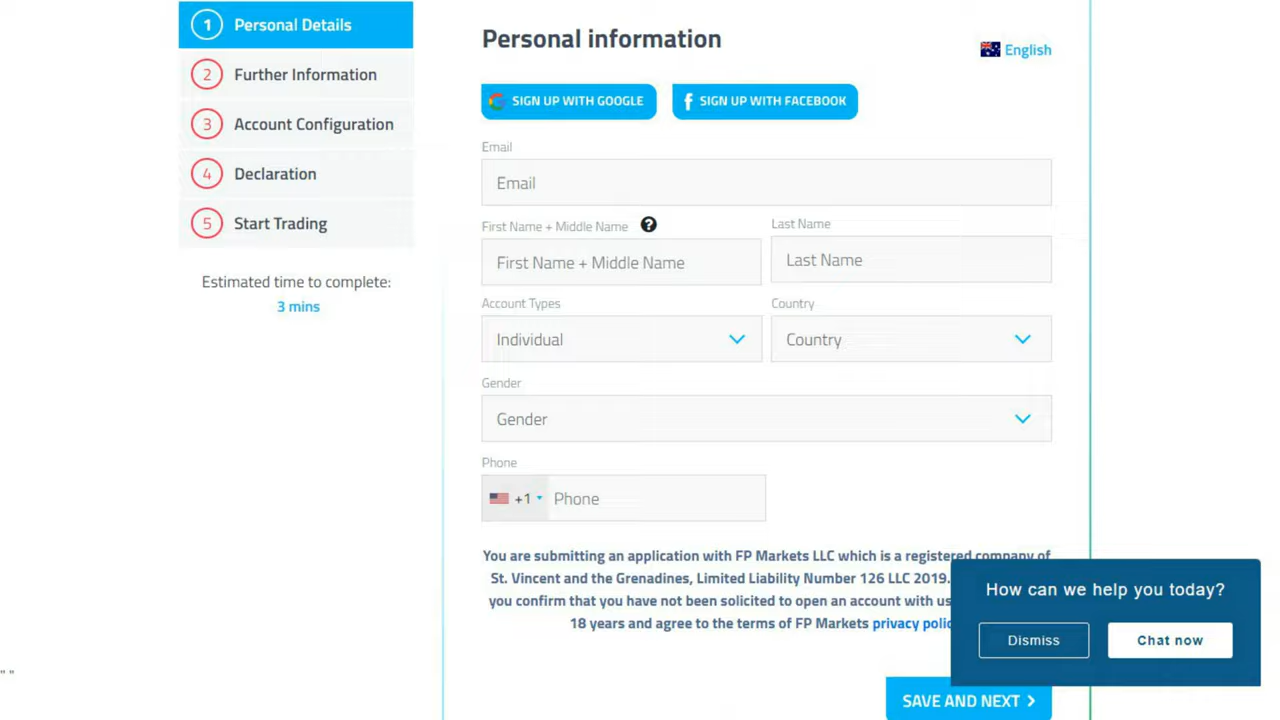 1 Personal Details
2 Further Information
3 Account Configuration
4 Declaration
5 Start Trading
Estimated time to complete:
3 mins
Personal information
English
SIGN UP WITH GOOGLE
f SIGN UP WITH FACEBOOK
Email
Email
First Name + Middle Name ?
Last Name
First Name + Middle Name
Last Name
Account Types
Country
Individual
Country
Gender
Gender
Phone
+1 Phone
You are submitting an application with FP Markets LLC which is a registered company of
St. Vincent and the Grenadines, Limited Liability Number 126 LLC 2019.
you confirm that you have not been solicited to open an account with us
18 years and agree to the terms of FP Markets privacy polic
How can we help you today?
Dismiss
Chat now
" "
SAVE AND NEXT